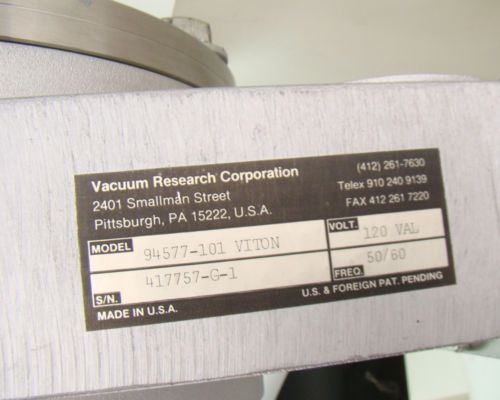 Vacuum Research Corporation (412) 261-7630
2401 Smallman Street Telex 910 240 9139
Pittsburgh, PA 15222, U.S.A. FAX 412 261 7220
MODEL 94577-101 VITON VOLT. 120 VAL
S/N. 417757-G-1 FREQ. 50/60
MADE IN U.S.A. U.S. & FOREIGN PAT. PENDING